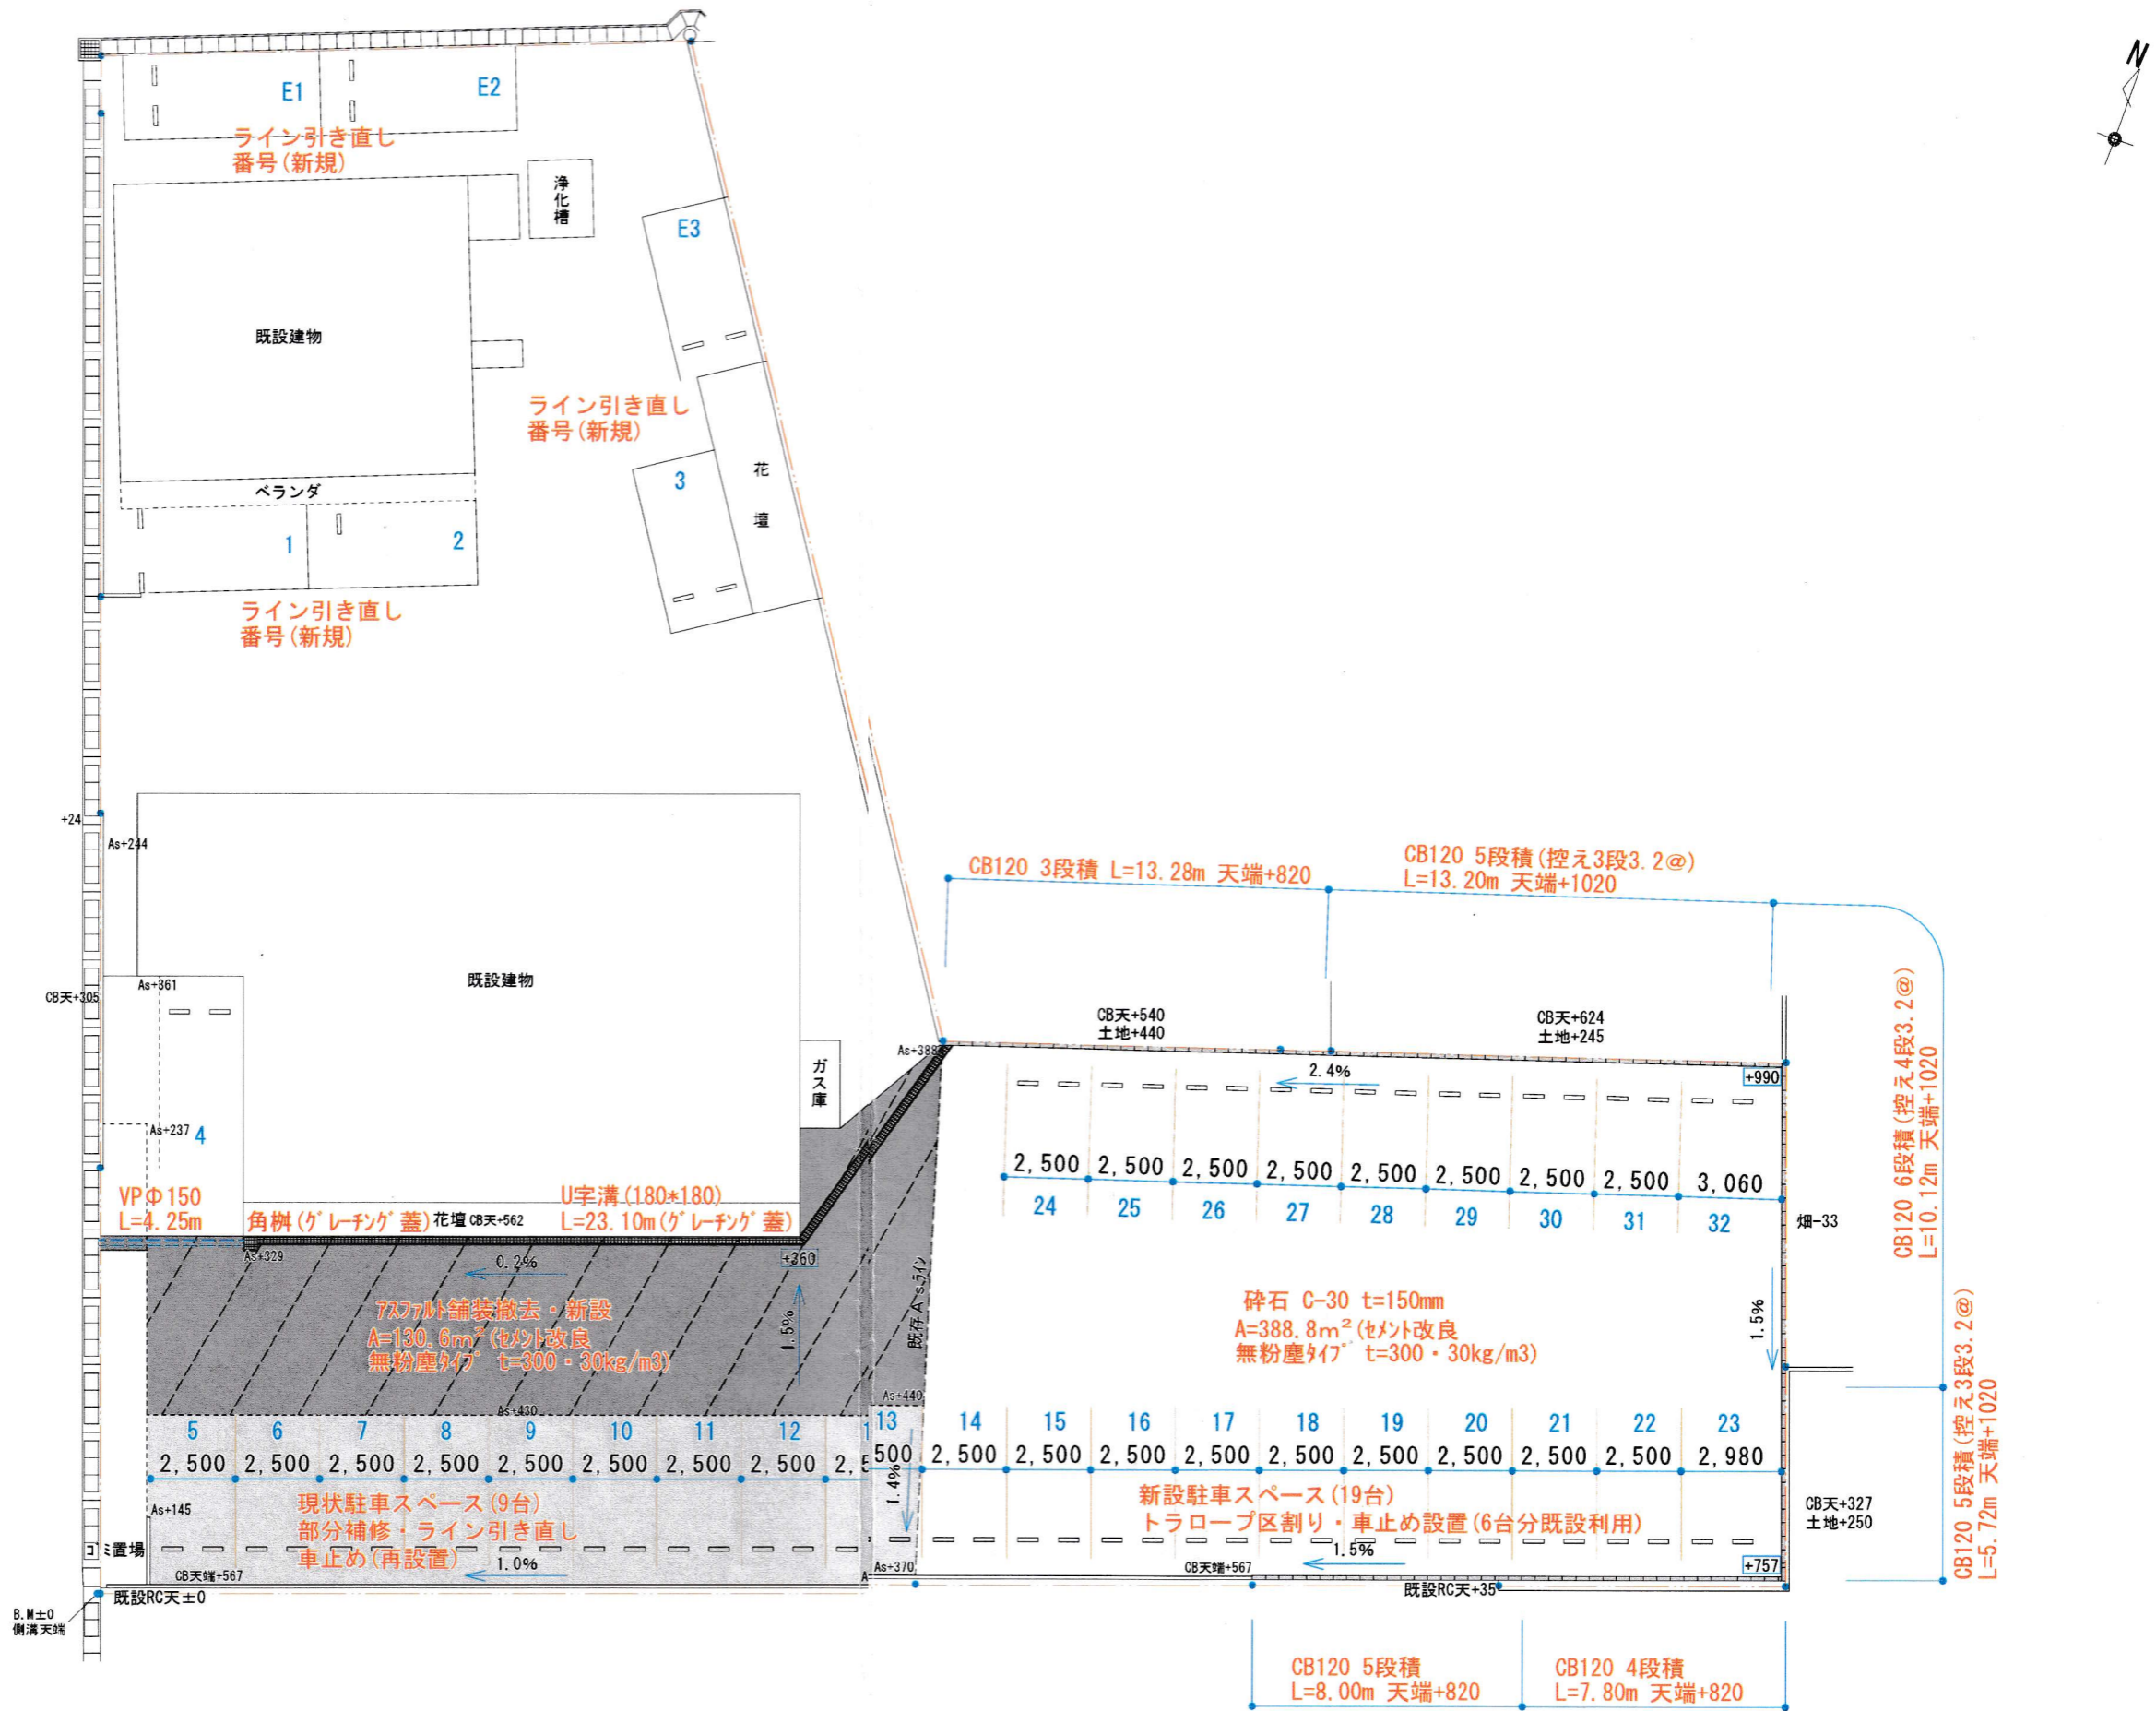 N
E1
E2
ライン引き直し
番号(新規)
浄化槽
E3
既設建物
ライン引き直し
番号(新規)
3
花壇
ベランダ
1
2
ライン引き直し
番号(新規)
+24
As+244
CB120 3段積 L=13.28m 天端+820
CB120 5段積(控え3段3.2@)
L=13.20m 天端+1020
CB120 6段積(控え4段3.2@)
L=10.12m 天端+1020
CB天+305
As+361
既設建物
ガス庫
As+388
CB天+540
土地+440
CB天+624
土地+245
2.4%
+990
As+237
4
2,500
2,500
2,500
2,500
2,500
2,500
2,500
2,500
3,060
24
25
26
27
28
29
30
31
32
畑-33
VPΦ150
L=4.25m
角桝(グレーチング蓋)
花壇 CB天+562
U字溝(180*180)
L=23.10m(グレーチング蓋)
As+329
0.2%
+360
1.5%
既存Asライン
アスファルト舗装撤去・新設
A=130.6m²(セメント改良
無粉塵タイプ t=300・30kg/m3)
砕石 C-30 t=150mm
A=388.8m²(セメント改良
無粉塵タイプ t=300・30kg/m3)
1.5%
CB120 5段積(控え3段3.2@)
L=5.72m 天端+1020
As+430
As+440
5
6
7
8
9
10
11
12
1
13
14
15
16
17
18
19
20
21
22
23
2,500
2,500
2,500
2,500
2,500
2,500
2,500
2,500
2,5
500
2,500
2,500
2,500
2,500
2,500
2,500
2,500
2,500
2,500
2,980
As+145
現状駐車スペース(9台)
部分補修・ライン引き直し
車止め(再設置)
1.0%
1.4%
新設駐車スペース(19台)
トラロープ区割り・車止め設置(6台分既設利用)
1.5%
CB天+327
土地+250
ゴミ置場
CB天端+567
A
As+370
CB天端+567
+757
既設RC天±0
既設RC天+35
B.M±0
側溝天端
CB120 5段積
L=8.00m 天端+820
CB120 4段積
L=7.80m 天端+820